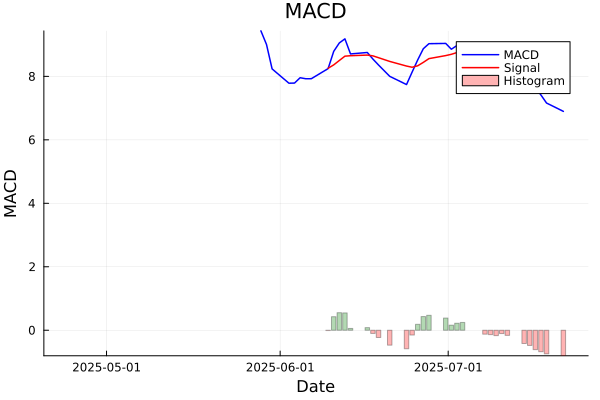 MACD
MACD
Signal
Histogram
8
6
4
2
0
MACD
2025-05-01
2025-06-01
2025-07-01
Date